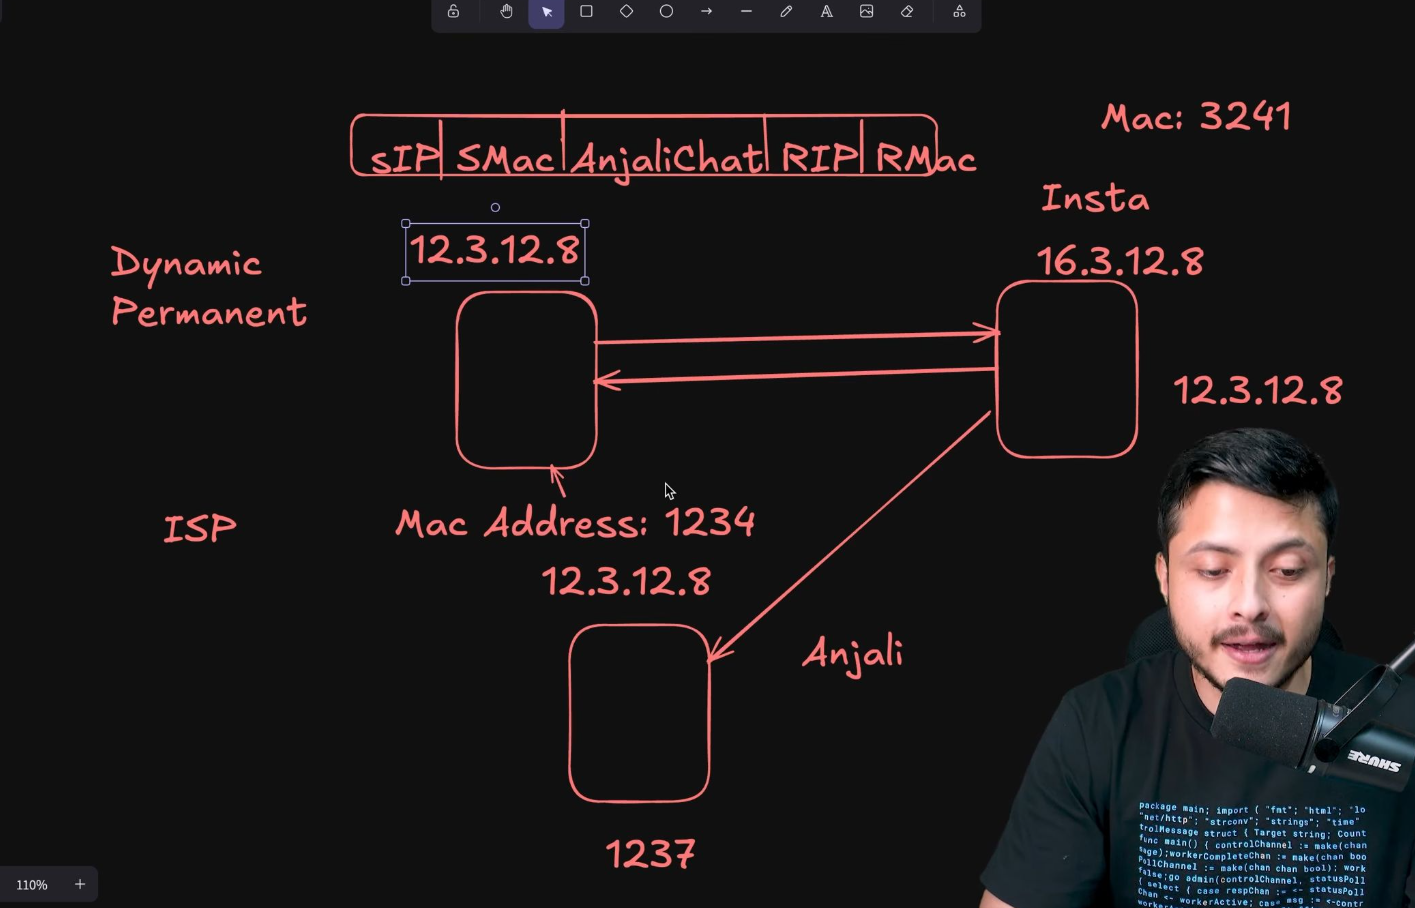 sIP SMac AnjaliChat RIP RMac
Mac: 3241
Insta
12.3.12.8
16.3.12.8
Dynamic
Permanent
12.3.12.8
ISP
Mac Address: 1234
12.3.12.8
Anjali
1237
SHURE
package main; import ( "fmt"; "html"; "lo
"net/http"; "strconv"; "strings"; "time"
trolMessage struct { Target string; Count
func main() { controlChannel := make(chan
sage);workerCompleteChan := make(chan boo
PollChannel := make(chan chan bool); work
false;go admin(controlChannel, statusPoll
{ select { case respChan := <- statusPoll
Chan <- workerActive; case msg := <-contr
110%